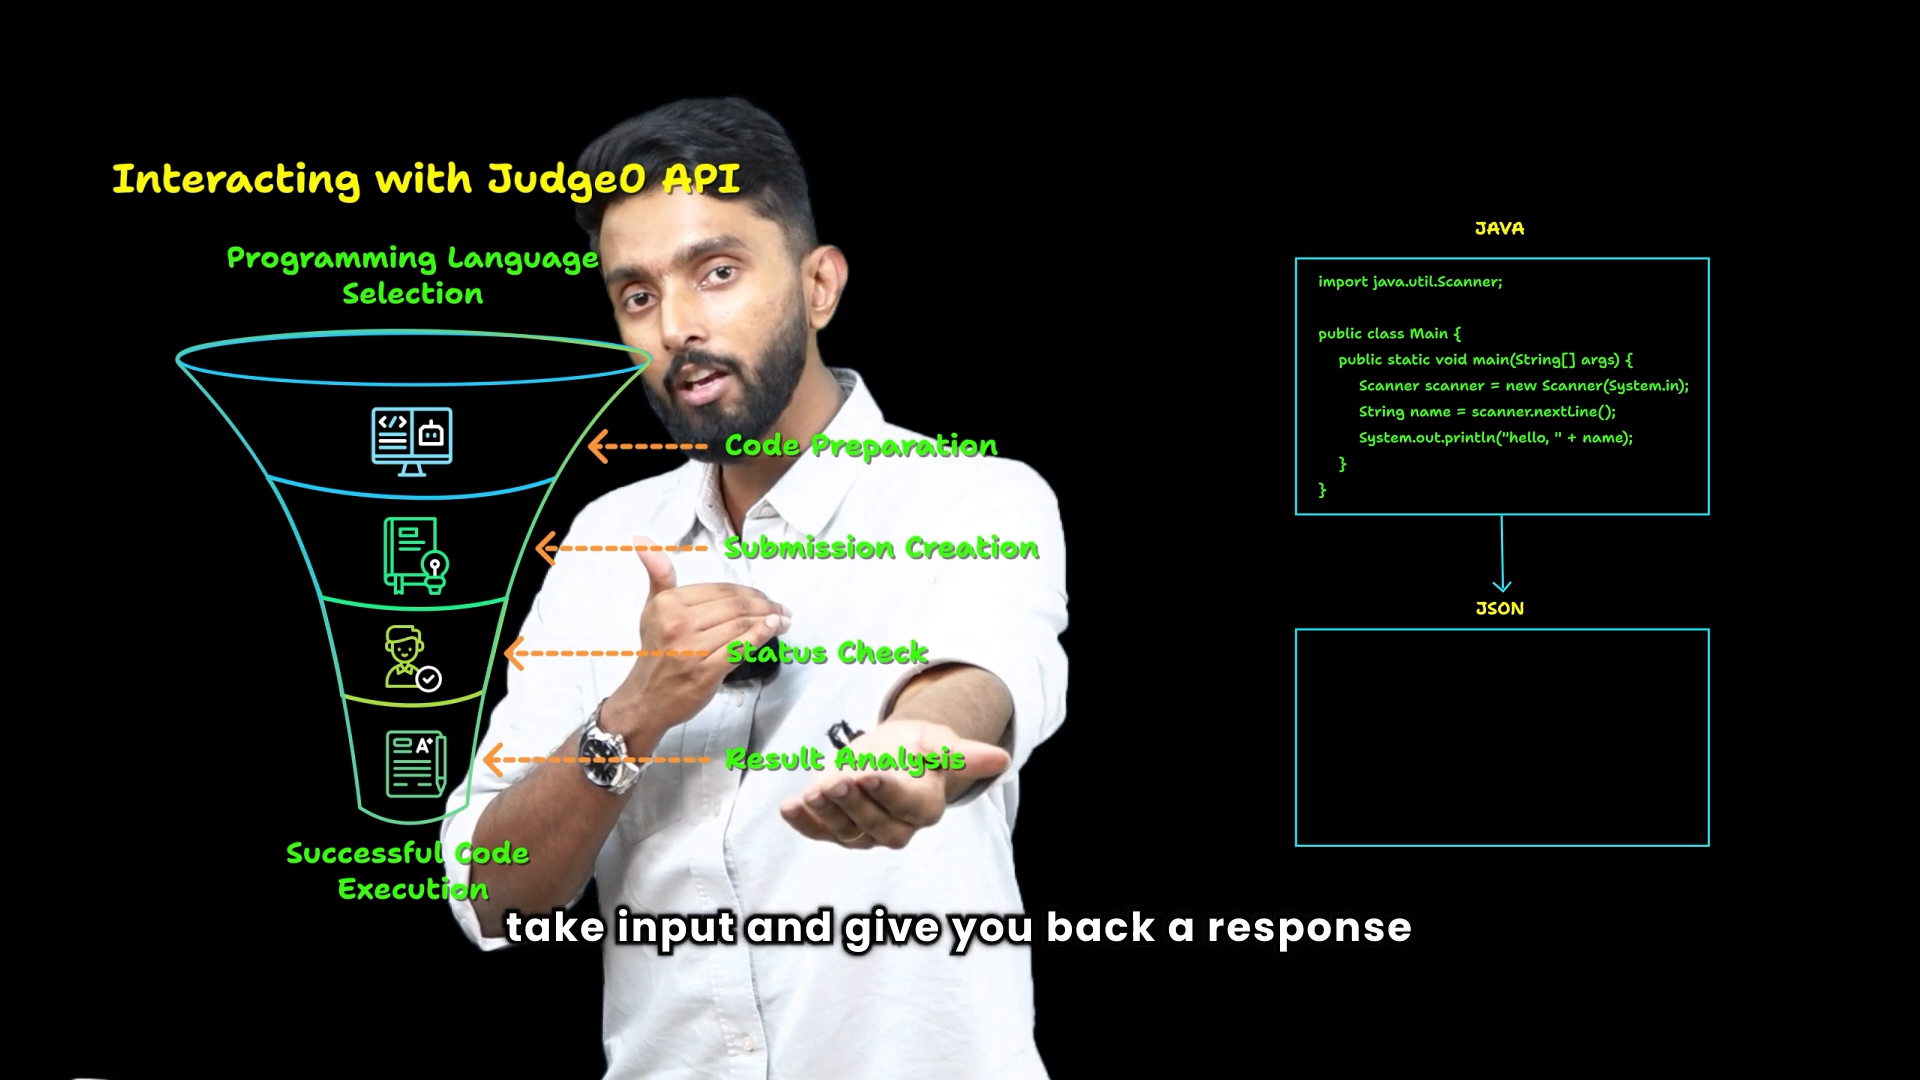 Interacting with Judge0 API
Programming Language
Selection
Code Preparation
Submission Creation
Status Check
Result Analysis
Successful Code
Execution
JAVA
import java.util.Scanner;
public class Main {
public static void main(String[] args) {
Scanner scanner = new Scanner(System.in);
String name = scanner.nextLine();
System.out.println("hello, " + name);
}
}
JSON
take input and give you back a response